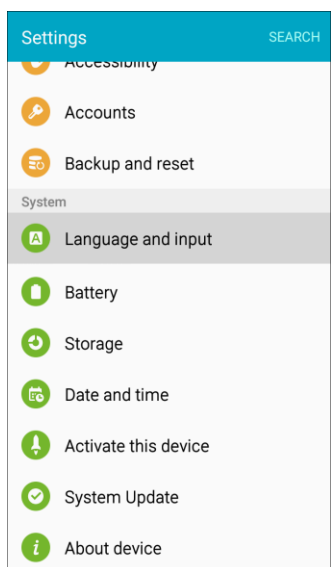 Settings
SEARCH
Accessibility
Accounts
Backup and reset
System
A
Language and input
Battery
Storage
Date and time
Activate this device
System Update
i
About device